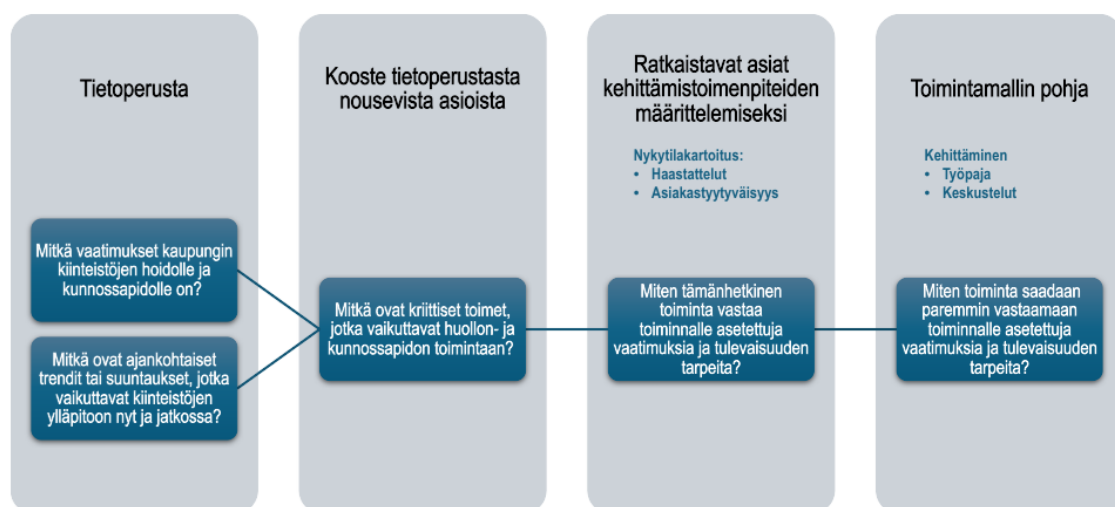 Tietoperusta
Mitkä vaatimukset kaupungin
kiinteistöjen hoidolle ja
kunnossapidolle on?
Mitkä ovat ajankohtaiset
trendit tai suuntaukset, jotka
vaikuttavat kiinteistöjen
ylläpitoon nyt ja jatkossa?
Kooste tietoperustasta
nousevista asioista
Mitkä ovat kriittiset toimet,
jotka vaikuttavat huollon- ja
kunnossapidon toimintaan?
Ratkaistavat asiat
kehittämistoimenpiteiden
määrittelemiseksi
Nykytilakartoitus:
• Haastattelut
• Asiakastyytyväisyys
Miten tämänhetkinen
toiminta vastaa
toiminnalle asetettuja
vaatimuksia ja tulevaisuuden
tarpeita?
Toimintamallin pohja
Kehittäminen
• Työpaja
• Keskustelut
Miten toiminta saadaan
paremmin vastaamaan
toiminnalle asetettuja
vaatimuksia ja tulevaisuuden
tarpeita?